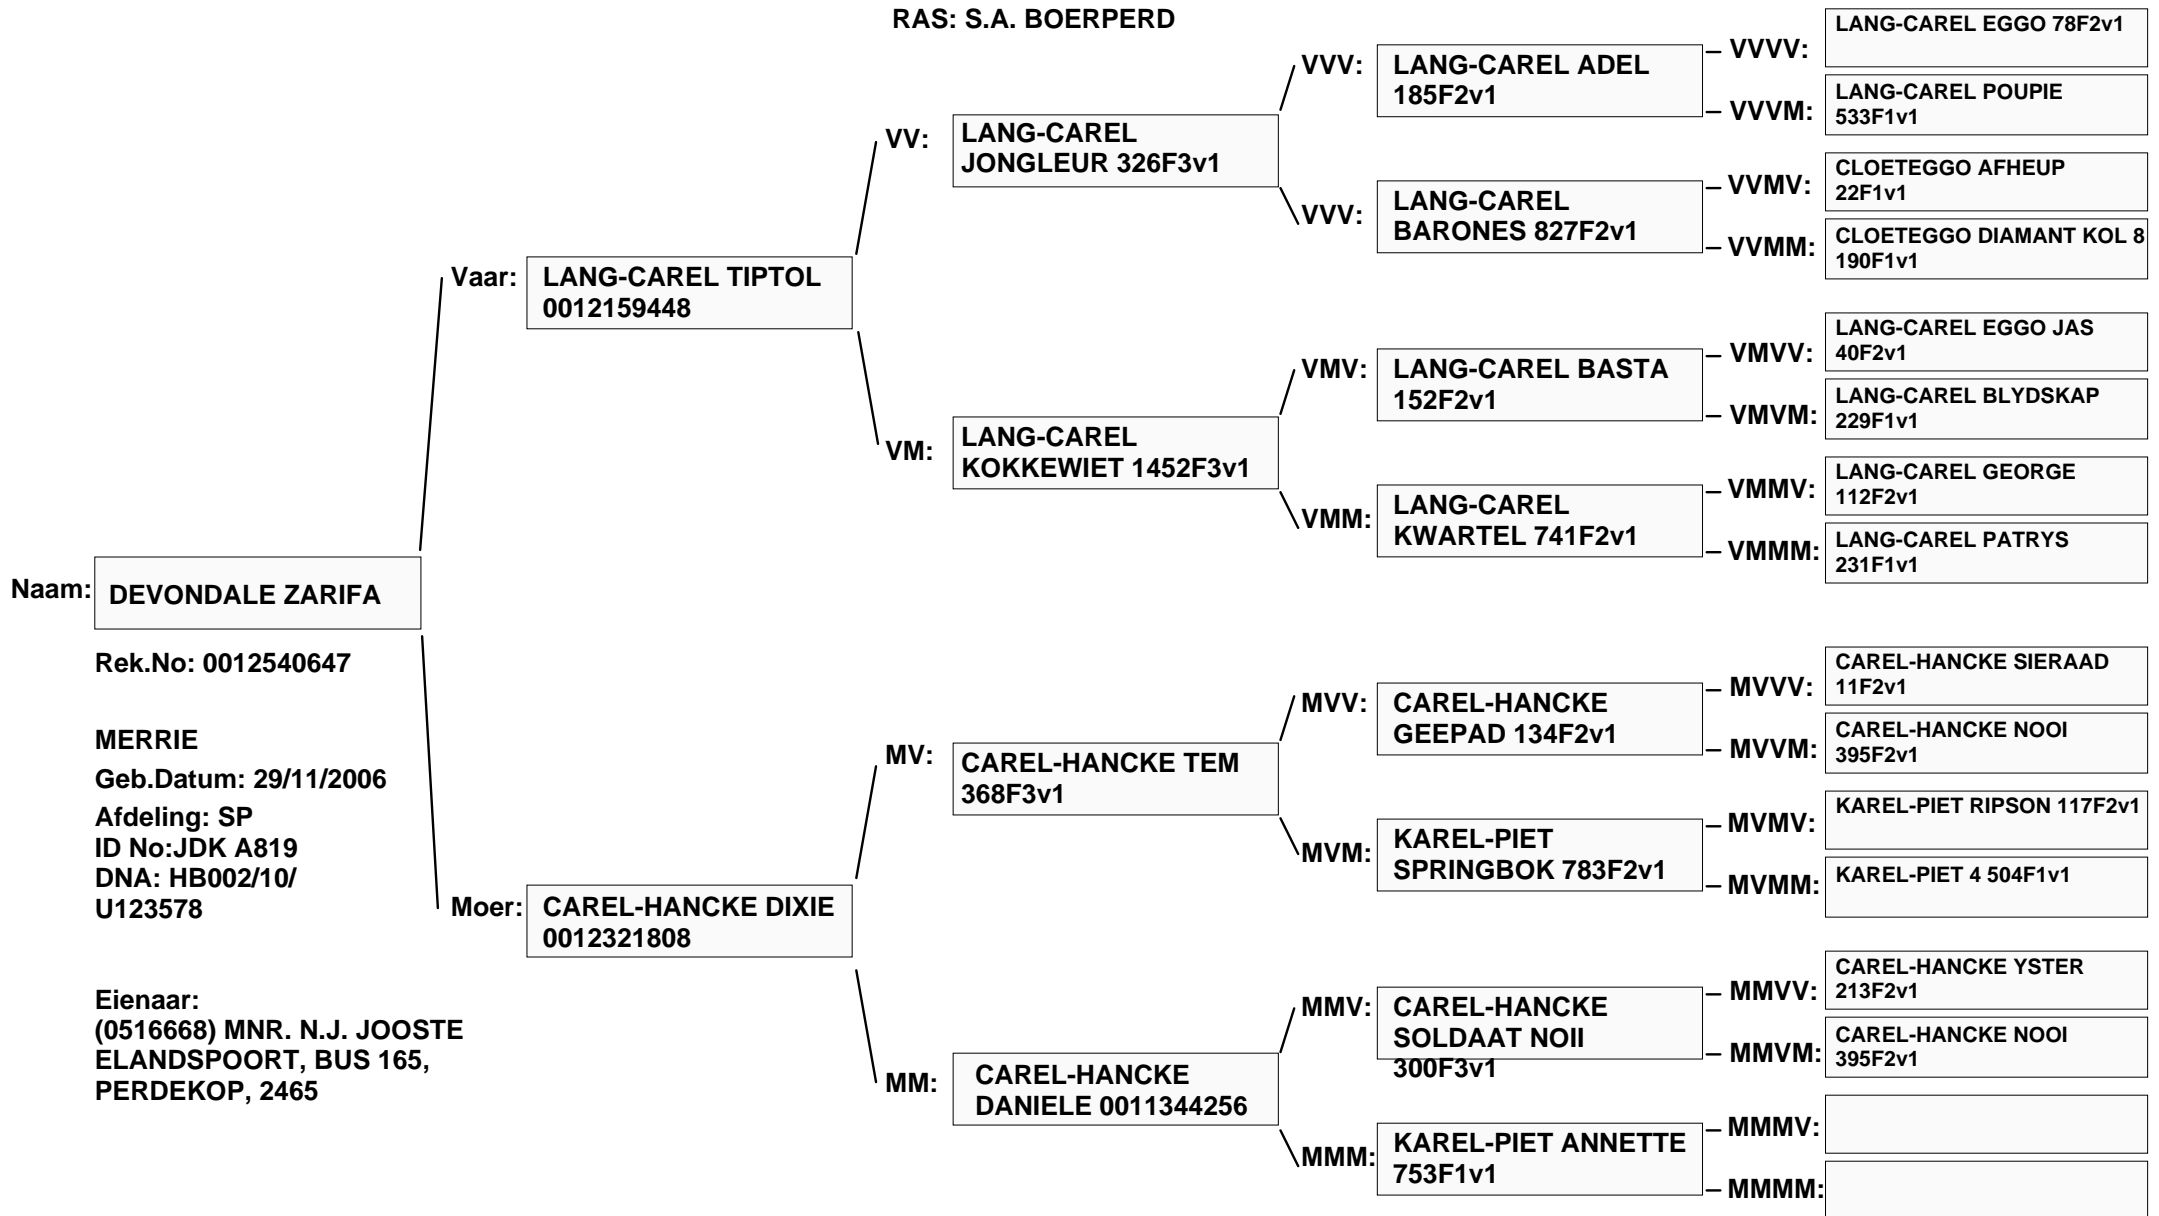 RAS: S.A. BOERPERD
Naam:
DEVONDALE ZARIFA
Rek.No: 0012540647
MERRIE
Geb.Datum: 29/11/2006
Afdeling: SP
ID No:JDK A819
DNA: HB002/10/
U123578
Eienaar:
(0516668) MNR. N.J. JOOSTE
ELANDSPOORT, BUS 165,
PERDEKOP, 2465
Vaar:
LANG-CAREL TIPTOL
0012159448
Moer:
CAREL-HANCKE DIXIE
0012321808
VV:
LANG-CAREL
JONGLEUR 326F3v1
VM:
LANG-CAREL
KOKKEWIET 1452F3v1
MV:
CAREL-HANCKE TEM
368F3v1
MM:
CAREL-HANCKE
DANIELE 0011344256
VVV:
LANG-CAREL ADEL
185F2v1
VVV:
LANG-CAREL
BARONES 827F2v1
VMV:
LANG-CAREL BASTA
152F2v1
VMM:
LANG-CAREL
KWARTEL 741F2v1
MVV:
CAREL-HANCKE
GEEPAD 134F2v1
MVM:
KAREL-PIET
SPRINGBOK 783F2v1
MMV:
CAREL-HANCKE
SOLDAAT NOII
300F3v1
MMM:
KAREL-PIET ANNETTE
753F1v1
VVVV:
LANG-CAREL EGGO 78F2v1
VVVM:
LANG-CAREL POUPIE
533F1v1
VVMV:
CLOETEGGO AFHEUP
22F1v1
VVMM:
CLOETEGGO DIAMANT KOL 8
190F1v1
VMVV:
LANG-CAREL EGGO JAS
40F2v1
VMVM:
LANG-CAREL BLYDSKAP
229F1v1
VMMV:
LANG-CAREL GEORGE
112F2v1
VMMM:
LANG-CAREL PATRYS
231F1v1
MVVV:
CAREL-HANCKE SIERAAD
11F2v1
MVVM:
CAREL-HANCKE NOOI
395F2v1
MVMV:
KAREL-PIET RIPSON 117F2v1
MVMM:
KAREL-PIET 4 504F1v1
MMVV:
CAREL-HANCKE YSTER
213F2v1
MMVM:
CAREL-HANCKE NOOI
395F2v1
MMMV:
MMMM: